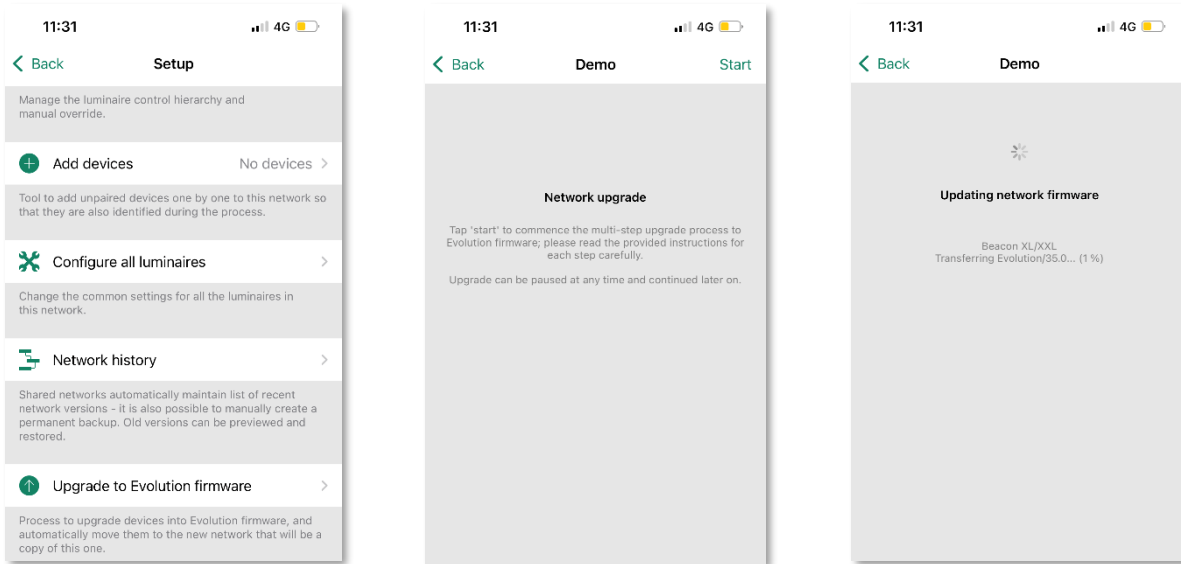 11:31
4G
Back
Setup
Manage the luminaire control hierarchy and
manual override.
Add devices
No devices
Tool to add unpaired devices one by one to this network so
that they are also identified during the process.
Configure all luminaires
Change the common settings for all the luminaires in
this network.
Network history
Shared networks automatically maintain list of recent
network versions - it is also possible to manually create a
permanent backup. Old versions can be previewed and
restored.
Upgrade to Evolution firmware
Process to upgrade devices into Evolution firmware, and
automatically move them to the new network that will be a
copy of this one.
11:31
4G
Back
Demo
Start
Network upgrade
Tap 'start' to commence the multi-step upgrade process to
Evolution firmware; please read the provided instructions for
each step carefully.
Upgrade can be paused at any time and continued later on.
11:31
4G
Back
Demo
Updating network firmware
Beacon XL/XXL
Transferring Evolution/35.0... (1 %)